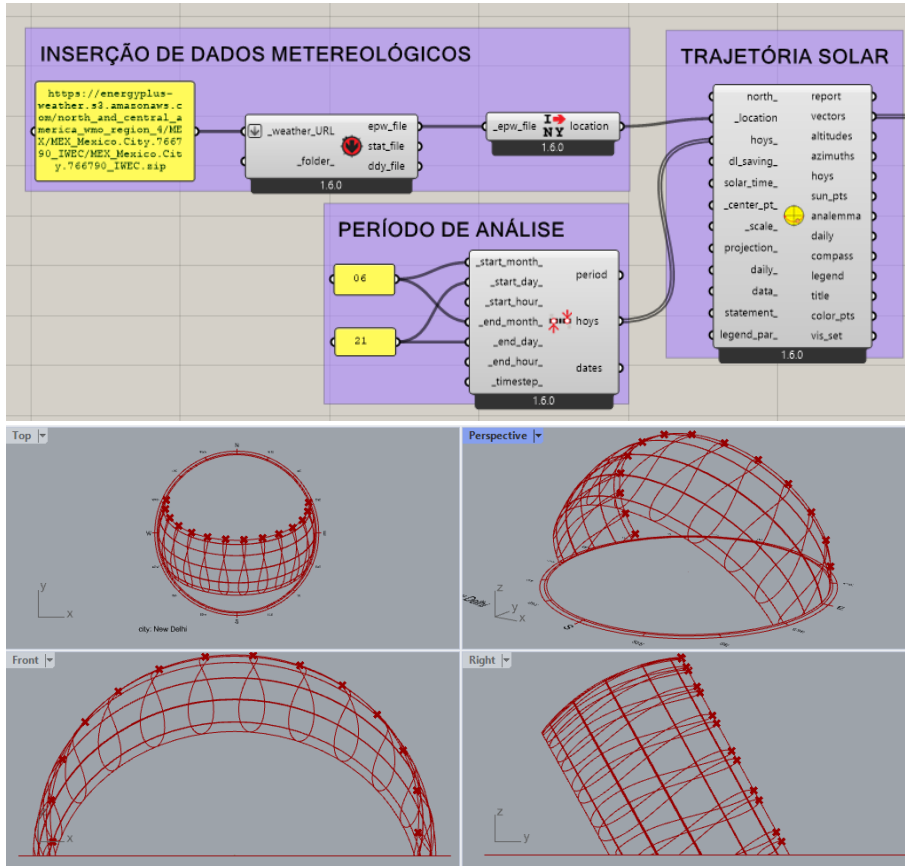 INSERÇÃO DE DADOS METEREOLÓGICOS
https://energyplus-
weather.s3.amazonaws.c
om/north_and_central_a
merica_wmo_region_4/ME
X/MEX_Mexico.City.7667
90_IWEC/MEX_Mexico.Cit
y.766790_IWEC.zip
_weather_URL
_folder_
epw_file
stat_file
ddy_file
1.6.0
_epw_file
I
NY
location
1.6.0
PERÍODO DE ANÁLISE
06
21
_start_month_
_start_day_
_start_hour_
_end_month_
_end_day_
_end_hour_
_timestep_
period
hoys
dates
1.6.0
TRAJETÓRIA SOLAR
north_
_location
hoys_
dl_saving_
solar_time_
_center_pt_
_scale_
projection_
daily_
data_
statement_
legend_par_
report
vectors
altitudes
azimuths
hoys
sun_pts
analemma
daily
compass
legend
title
color_pts
vis_set
1.6.0
Top
N
W
E
S
y
x
city: New Delhi
Perspective
z
y
x
Delhi
S
E
Front
z
x
Right
z
y